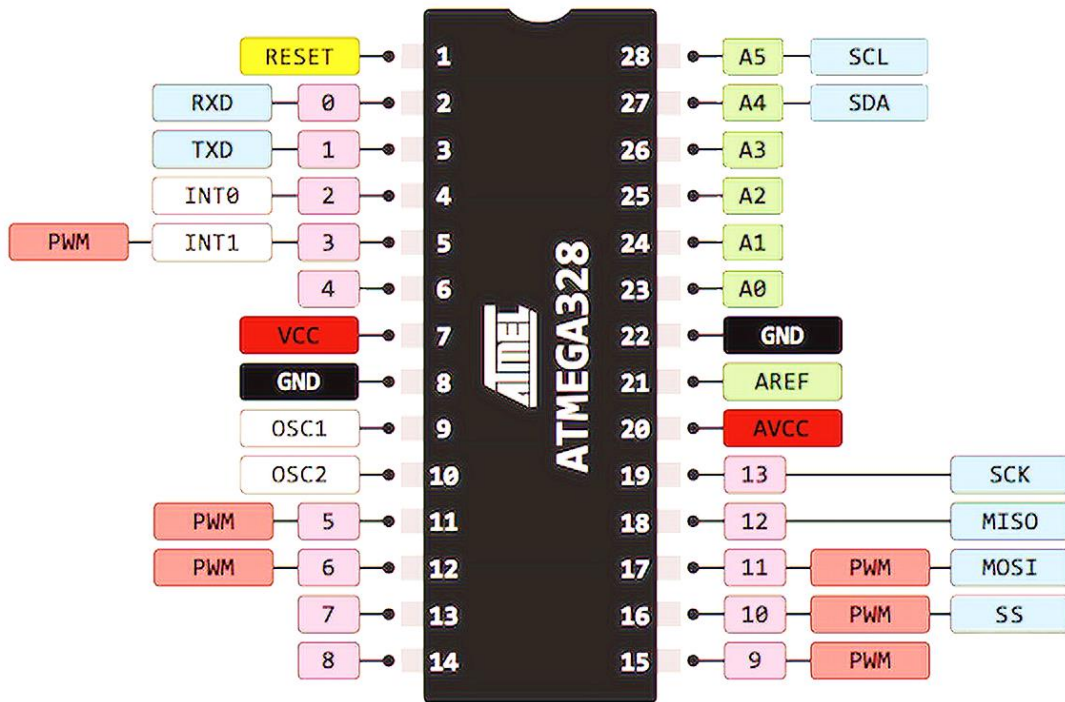 RESET 1 28 A5 SCL
RXD 0 2 27 A4 SDA
TXD 1 3 26 A3
INT0 2 4 25 A2
PWM INT1 3 5 24 A1
4 6 23 A0
VCC 7 22 GND
GND 8 21 AREF
OSC1 9 20 AVCC
OSC2 10 19 13 SCK
PWM 5 11 18 12 MISO
PWM 6 12 17 11 PWM MOSI
7 13 16 10 PWM SS
8 14 15 9 PWM
ATMEL
ATMEGA328